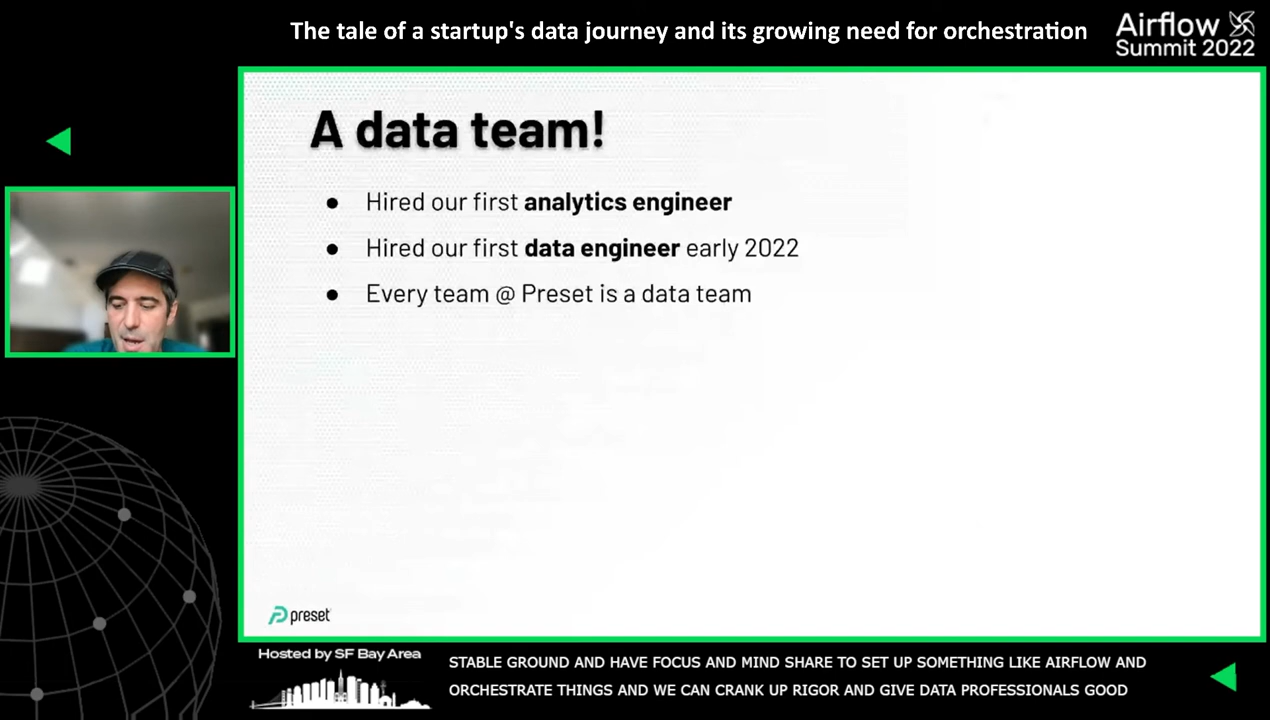 The tale of a startup's data journey and its growing need for orchestration
Airflow
Summit 2022
A data team!
● Hired our first analytics engineer
● Hired our first data engineer early 2022
● Every team @ Preset is a data team
preset
Hosted by SF Bay Area
STABLE GROUND AND HAVE FOCUS AND MIND SHARE TO SET UP SOMETHING LIKE AIRFLOW AND
ORCHESTRATE THINGS AND WE CAN CRANK UP RIGOR AND GIVE DATA PROFESSIONALS GOOD